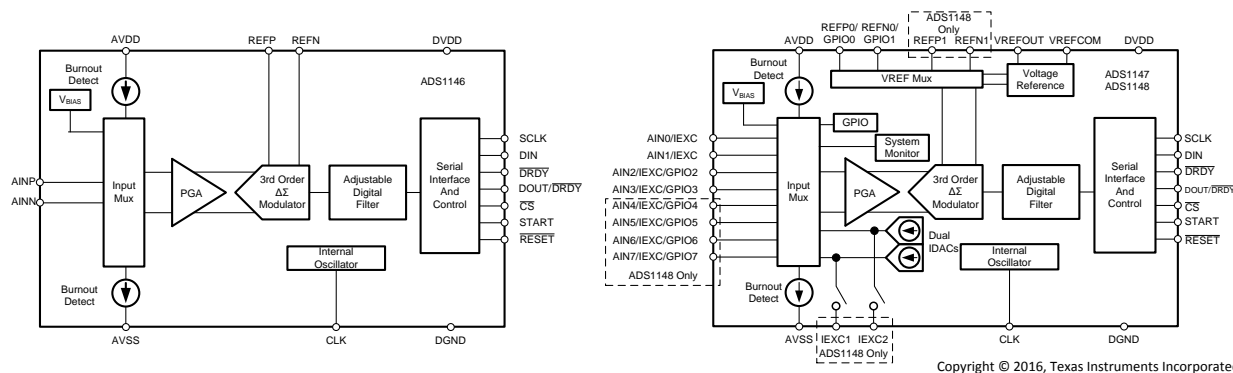 AVDD
REFP
REFN
DVDD
Burnout
Detect
VBIAS
ADS1146
Input
Mux
PGA
3rd Order
ΔΣ
Modulator
Adjustable
Digital
Filter
Serial
Interface
And
Control
AINP
AINN
SCLK
DIN
DRDY
DOUT/DRDY
CS
START
RESET
Internal
Oscillator
Burnout
Detect
AVSS
CLK
DGND
AVDD
REFP0/
GPIO0
REFN0/
GPIO1
ADS1148
Only
REFP1
REFN1
VREFOUT
VREFCOM
DVDD
Burnout
Detect
VREF Mux
Voltage
Reference
ADS1147
ADS1148
VBIAS
GPIO
System
Monitor
AIN0/IEXC
AIN1/IEXC
AIN2/IEXC/GPIO2
AIN3/IEXC/GPIO3
AIN4/IEXC/GPIO4
AIN5/IEXC/GPIO5
AIN6/IEXC/GPIO6
AIN7/IEXC/GPIO7
ADS1148 Only
Input
Mux
PGA
3rd Order
ΔΣ
Modulator
Adjustable
Digital
Filter
Serial
Interface
And
Control
SCLK
DIN
DRDY
DOUT/DRDY
CS
START
RESET
Dual
IDACs
Internal
Oscillator
Burnout
Detect
AVSS
IEXC1
IEXC2
ADS1148 Only
CLK
DGND
Copyright © 2016, Texas Instruments Incorporated